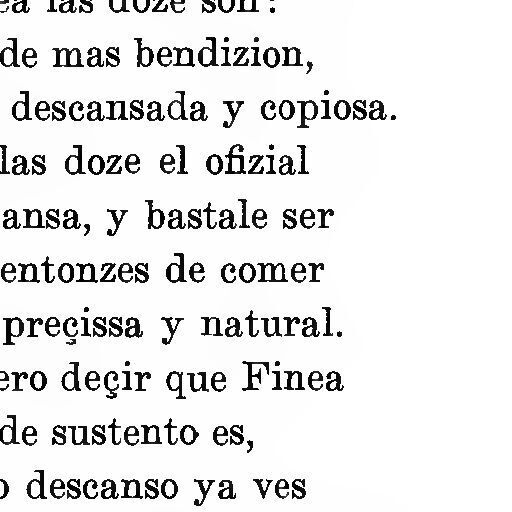 las doze son:
de mas bendizion,
descansada y copiosa.
las doze el ofizial
ansa, y bastale ser
entonzes de comer
preçissa y natural.
ero deçir que Finea
de sustento es,
o descanso ya ves